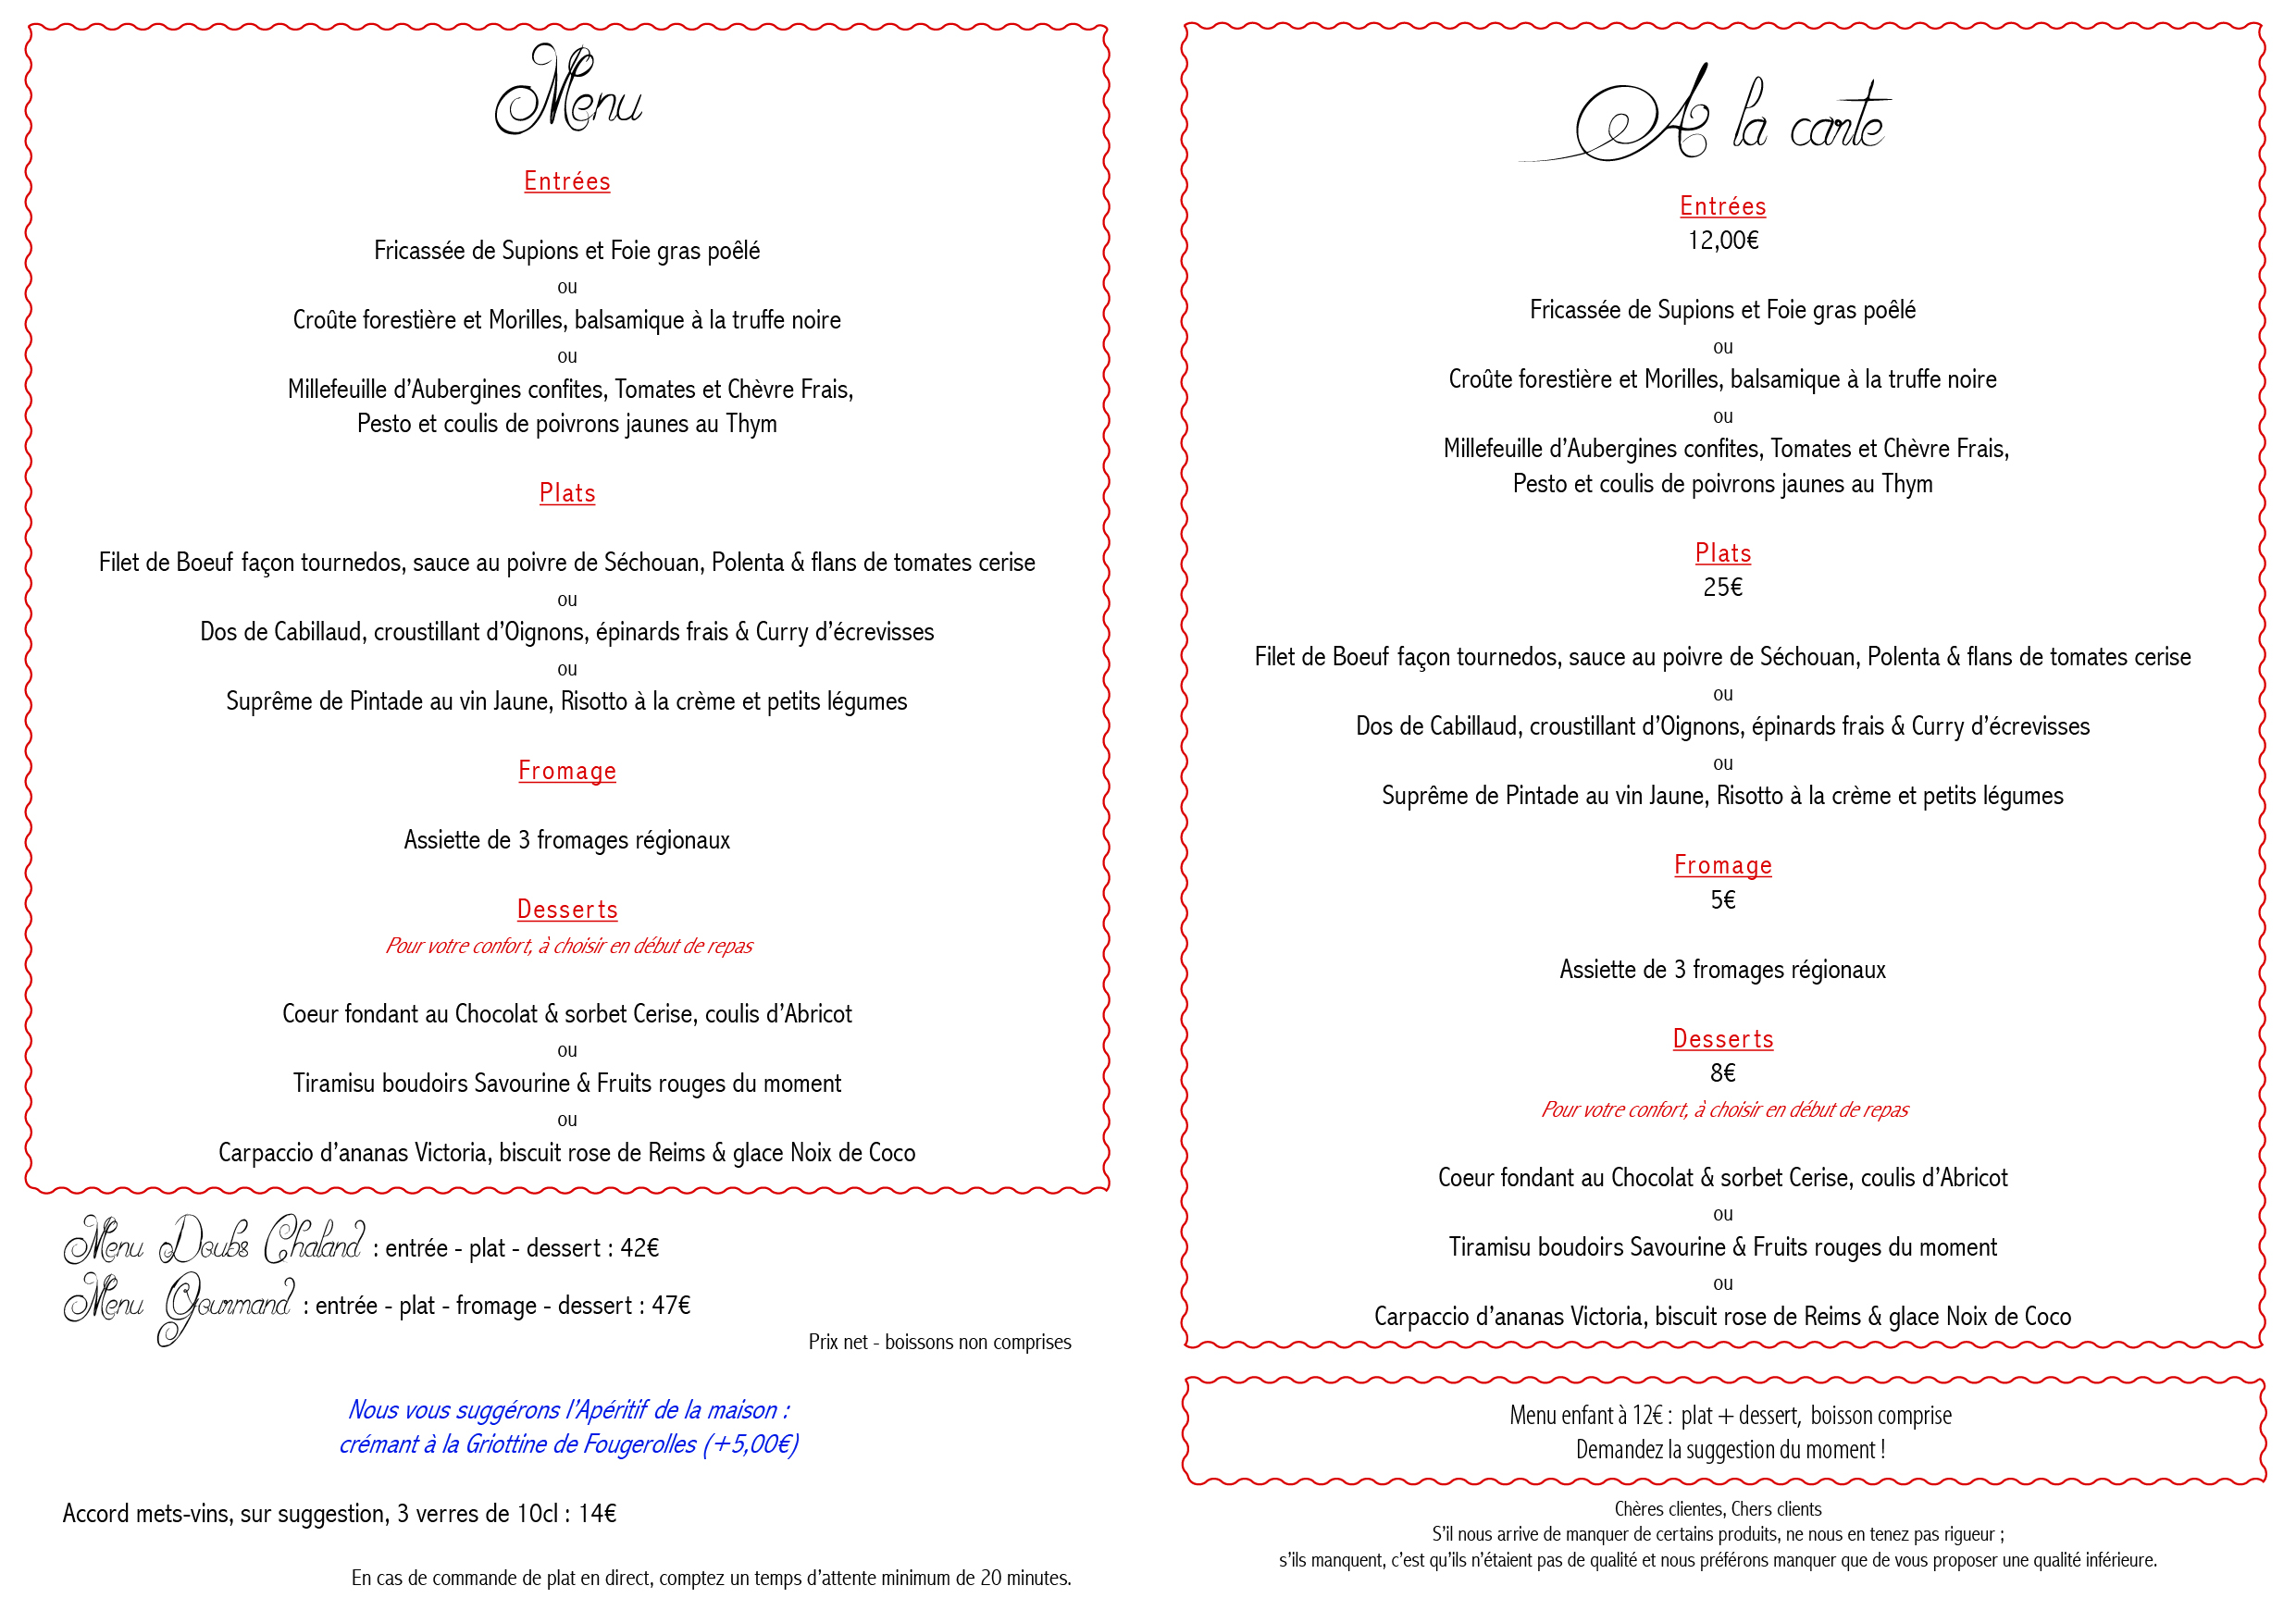 Menu
Entrées
Fricassée de Supions et Foie gras poêlé
ou
Croûte forestière et Morilles, balsamique à la truffe noire
ou
Millefeuille d’Aubergines confites, Tomates et Chèvre Frais,
Pesto et coulis de poivrons jaunes au Thym
Plats
Filet de Boeuf façon tournedos, sauce au poivre de Séchouan, Polenta & flans de tomates cerise
ou
Dos de Cabillaud, croustillant d’Oignons, épinards frais & Curry d’écrevisses
ou
Suprême de Pintade au vin Jaune, Risotto à la crème et petits légumes
Fromage
Assiette de 3 fromages régionaux
Desserts
Pour votre confort, à choisir en début de repas
Coeur fondant au Chocolat & sorbet Cerise, coulis d’Abricot
ou
Tiramisu boudoirs Savourine & Fruits rouges du moment
ou
Carpaccio d’ananas Victoria, biscuit rose de Reims & glace Noix de Coco
Menu Doubs Chaland : entrée - plat - dessert : 42€
Menu Gourmand : entrée - plat - fromage - dessert : 47€
Prix net - boissons non comprises
Nous vous suggérons l’Apéritif de la maison :
crémant à la Griottine de Fougerolles (+5,00€)
Accord mets-vins, sur suggestion, 3 verres de 10cl : 14€
En cas de commande de plat en direct, comptez un temps d’attente minimum de 20 minutes.
A la carte
Entrées
12,00€
Fricassée de Supions et Foie gras poêlé
ou
Croûte forestière et Morilles, balsamique à la truffe noire
ou
Millefeuille d’Aubergines confites, Tomates et Chèvre Frais,
Pesto et coulis de poivrons jaunes au Thym
Plats
25€
Filet de Boeuf façon tournedos, sauce au poivre de Séchouan, Polenta & flans de tomates cerise
ou
Dos de Cabillaud, croustillant d’Oignons, épinards frais & Curry d’écrevisses
ou
Suprême de Pintade au vin Jaune, Risotto à la crème et petits légumes
Fromage
5€
Assiette de 3 fromages régionaux
Desserts
8€
Pour votre confort, à choisir en début de repas
Coeur fondant au Chocolat & sorbet Cerise, coulis d’Abricot
ou
Tiramisu boudoirs Savourine & Fruits rouges du moment
ou
Carpaccio d’ananas Victoria, biscuit rose de Reims & glace Noix de Coco
Menu enfant à 12€ : plat + dessert, boisson comprise
Demandez la suggestion du moment !
Chères clientes, Chers clients
S’il nous arrive de manquer de certains produits, ne nous en tenez pas rigueur ;
s’ils manquent, c’est qu’ils n’étaient pas de qualité et nous préférons manquer que de vous proposer une qualité inférieure.